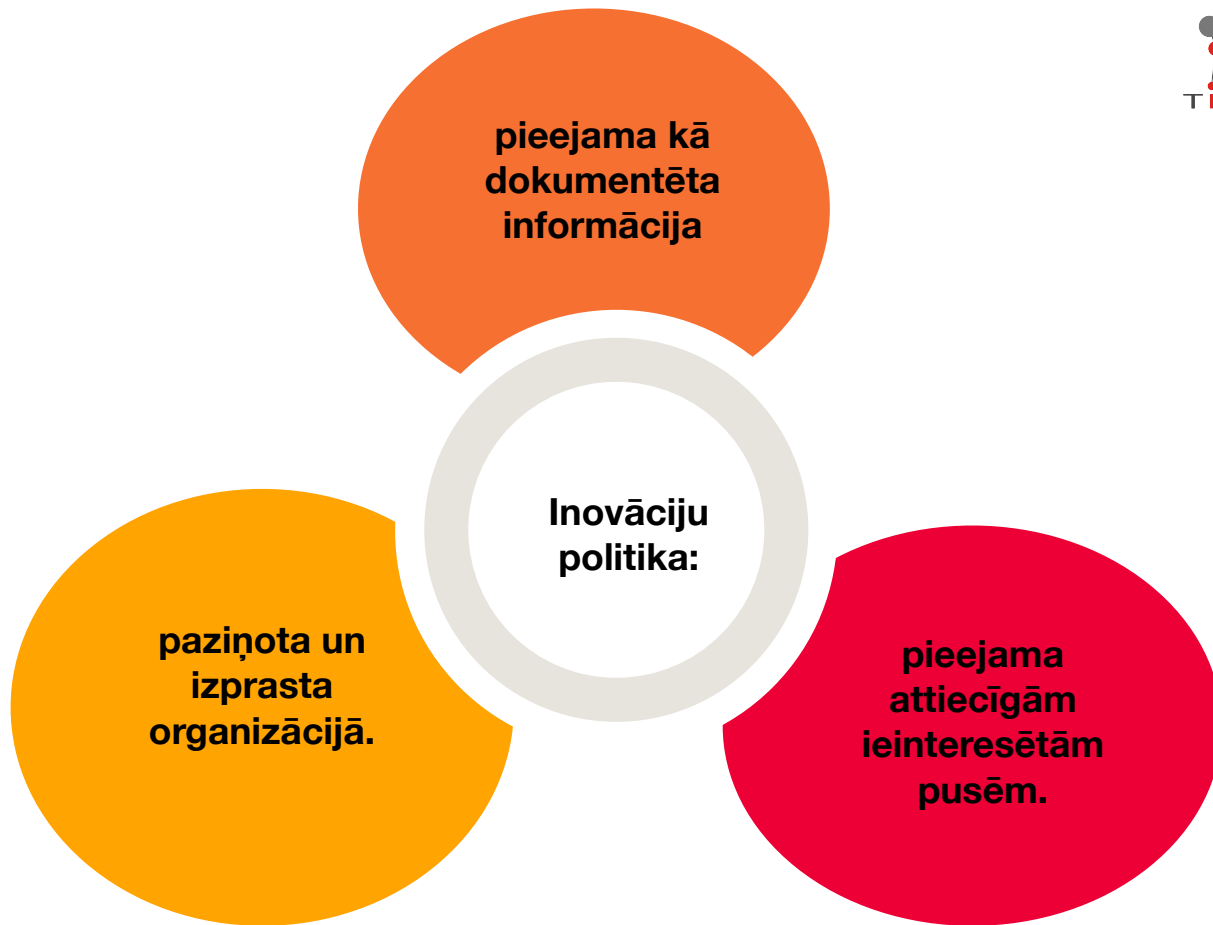 pieejama kā
dokumentēta
informācija
Inovāciju
politika:
paziņota un
izprasta
organizācijā.
pieejama
attiecīgām
ieinteresētām
pusēm.